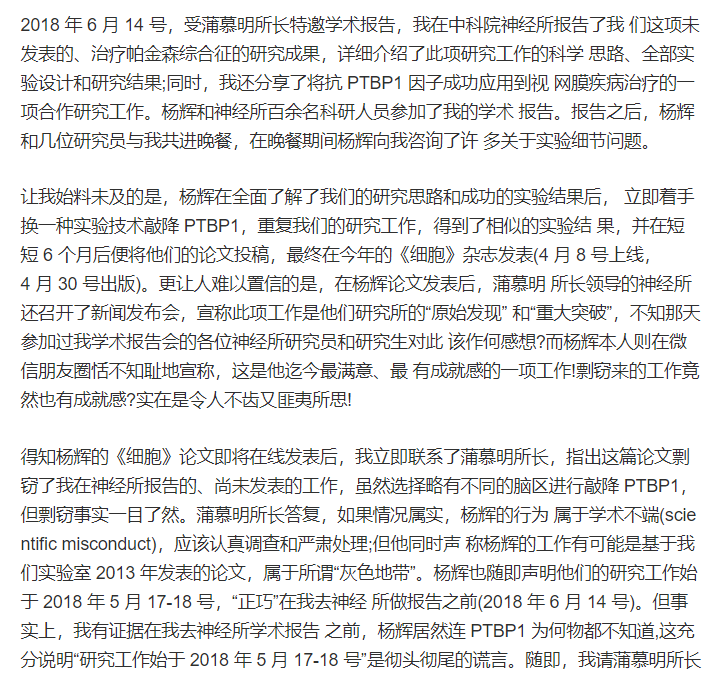 2018 年 6 月 14 号，受蒲慕明所长特邀学术报告，我在中科院神经所报告了我 们这项未
发表的、治疗帕金森综合征的研究成果，详细介绍了此项研究工作的科学 思路、全部实
验设计和研究结果;同时，我还分享了将抗 PTBP1 因子成功应用到视 网膜疾病治疗的一
项合作研究工作。杨辉和神经所百余名科研人员参加了我的学术 报告。报告之后，杨辉
和几位研究员与我共进晚餐，在晚餐期间杨辉向我咨询了许 多关于实验细节问题。
让我始料未及的是，杨辉在全面了解了我们的研究思路和成功的实验结果后， 立即着手
换一种实验技术敲降 PTBP1，重复我们的研究工作，得到了相似的实验结 果，并在短
短 6 个月后便将他们的论文投稿，最终在今年的《细胞》杂志发表(4 月 8 号上线，
4 月 30 号出版)。更让人难以置信的是，在杨辉论文发表后，蒲慕明 所长领导的神经所
还召开了新闻发布会，宣称此项工作是他们研究所的“原始发现” 和“重大突破”，不知那天
参加过我学术报告会的各位神经所研究员和研究生对此 该作何感想?而杨辉本人则在微
信朋友圈恬不知耻地宣称，这是他迄今最满意、最 有成就感的一项工作!剽窃来的工作竟
然也有成就感?实在是令人不齿又匪夷所思!
得知杨辉的《细胞》论文即将在线发表后，我立即联系了蒲慕明所长，指出这篇论文剽
窃了我在神经所报告的、尚未发表的工作，虽然选择略有不同的脑区进行敲降 PTBP1，
但剽窃事实一目了然。蒲慕明所长答复，如果情况属实，杨辉的行为 属于学术不端(scie
ntific misconduct)，应该认真调查和严肃处理;但他同时声 称杨辉的工作有可能是基于我
们实验室 2013 年发表的论文，属于所谓“灰色地带”。杨辉也随即声明他们的研究工作始
于 2018 年 5 月 17-18 号，“正巧”在我去神经 所做报告之前(2018 年 6 月 14 号)。但事
实上，我有证据在我去神经所学术报告 之前，杨辉居然连 PTBP1 为何物都不知道,这充
分说明“研究工作始于 2018 年 5 月 17-18 号”是彻头彻尾的谎言。随即，我请蒲慕明所长